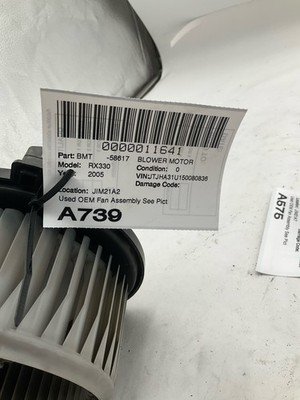 0000011641
Part: BMT -58617 BLOWER MOTOR
Model: RX330 Condition: 0
Year: 2005 VIN:JTJHA31U150080836
Damage Code:
Location: JIM21A2
Used OEM Fan Assembly See Pict
A739
A576